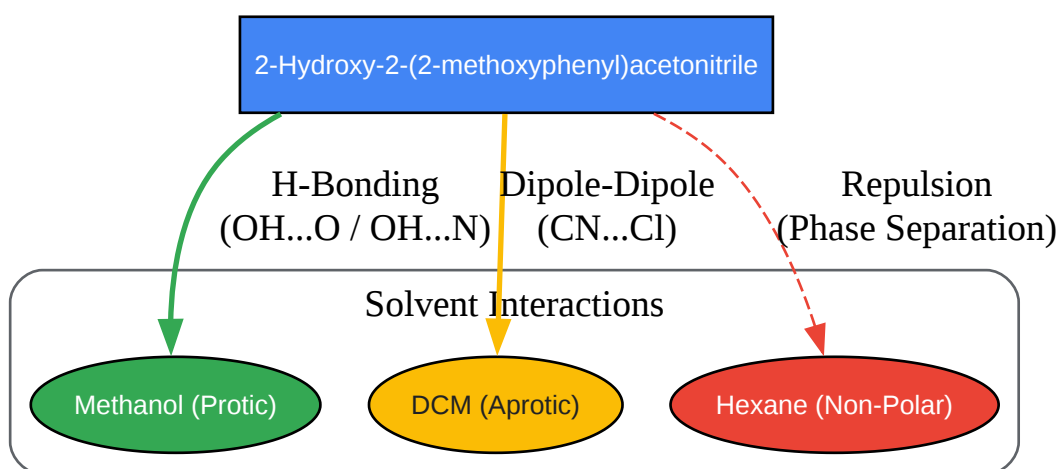 2-Hydroxy-2-(2-methoxyphenyl)acetonitrile
H-Bonding
(OH...O / OH...N)
Dipole-Dipole
(CN...Cl)
Repulsion
(Phase Separation)
Solvent Interactions
Methanol (Protic)
DCM (Aprotic)
Hexane (Non-Polar)